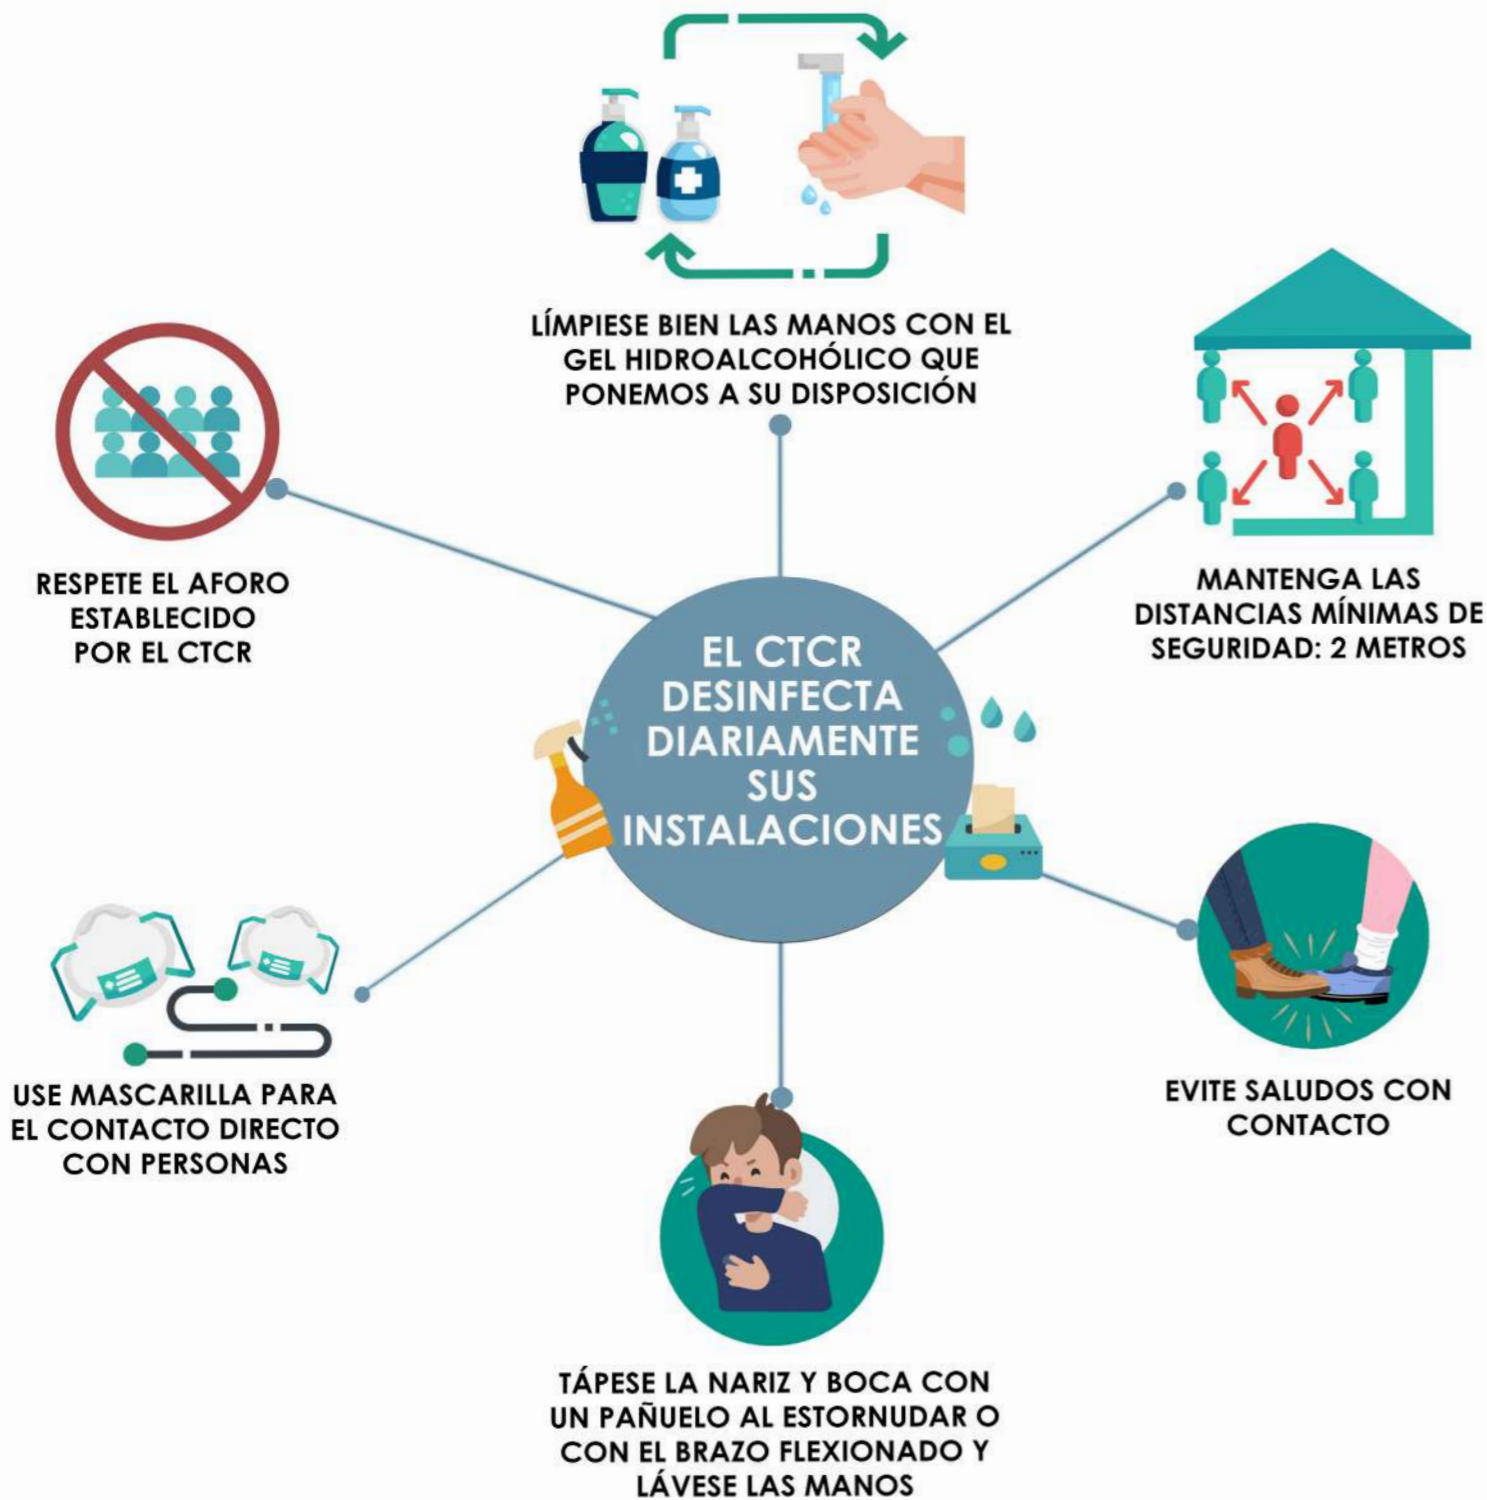 LÍMPIESE BIEN LAS MANOS CON EL
GEL HIDROALCOHÓLICO QUE
PONEMOS A SU DISPOSICIÓN
RESPETE EL AFORO
ESTABLECIDO
POR EL CTCR
MANTENGA LAS
DISTANCIAS MÍNIMAS DE
SEGURIDAD: 2 METROS
EL CTCR
DESINFECTA
DIARIAMENTE
SUS
INSTALACIONES
USE MASCARILLA PARA
EL CONTACTO DIRECTO
CON PERSONAS
EVITE SALUDOS CON
CONTACTO
TÁPESE LA NARIZ Y BOCA CON
UN PAÑUELO AL ESTORNUDAR O
CON EL BRAZO FLEXIONADO Y
LÁVESE LAS MANOS